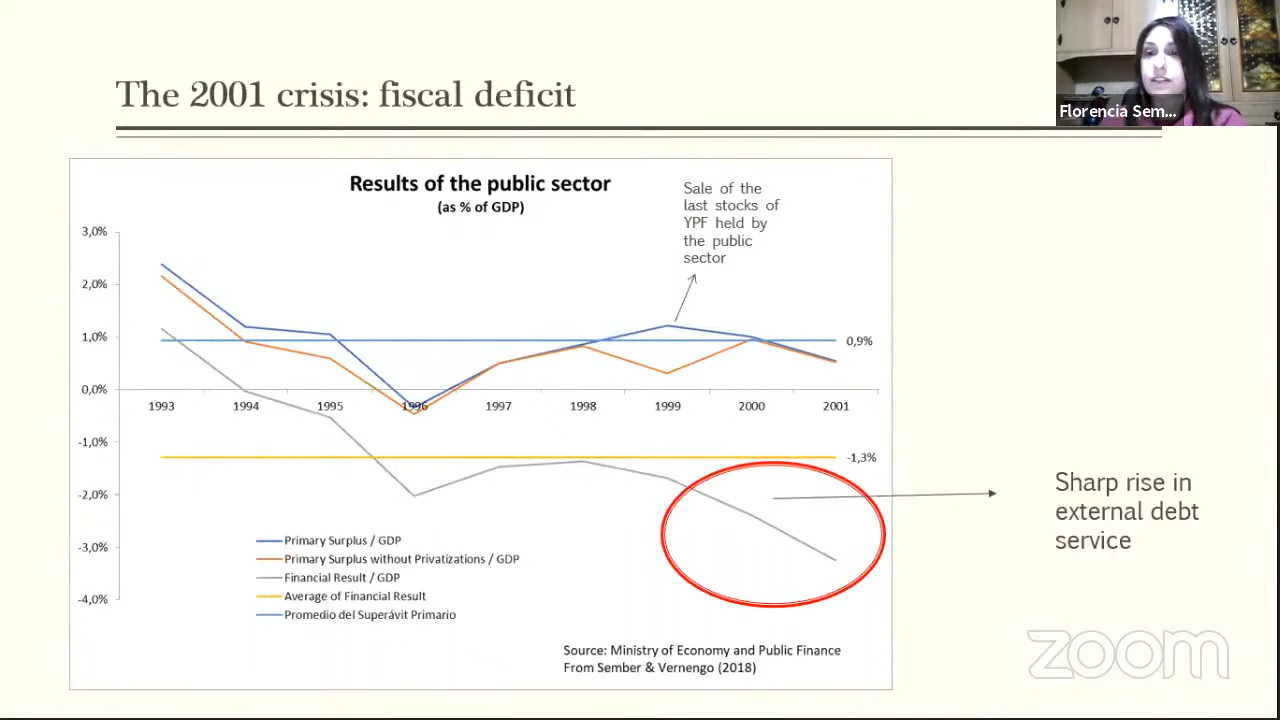 The 2001 crisis: fiscal deficit
Florencia Sem...
Results of the public sector
(as % of GDP)
Sale of the
last stocks of
YPF held by
the public
sector
3,0%
2,0%
1,0%
0,0%
-1,0%
-2,0%
-3,0%
-4,0%
0,9%
1993 1994 1995 1996 1997 1998 1999 2000 2001
-1,3%
Sharp rise in
external debt
service
Primary Surplus / GDP
Primary Surplus without Privatizations / GDP
Financial Result / GDP
Average of Financial Result
Promedio del Superávit Primario
Source: Ministry of Economy and Public Finance
From Sember & Vernengo (2018)
zoom